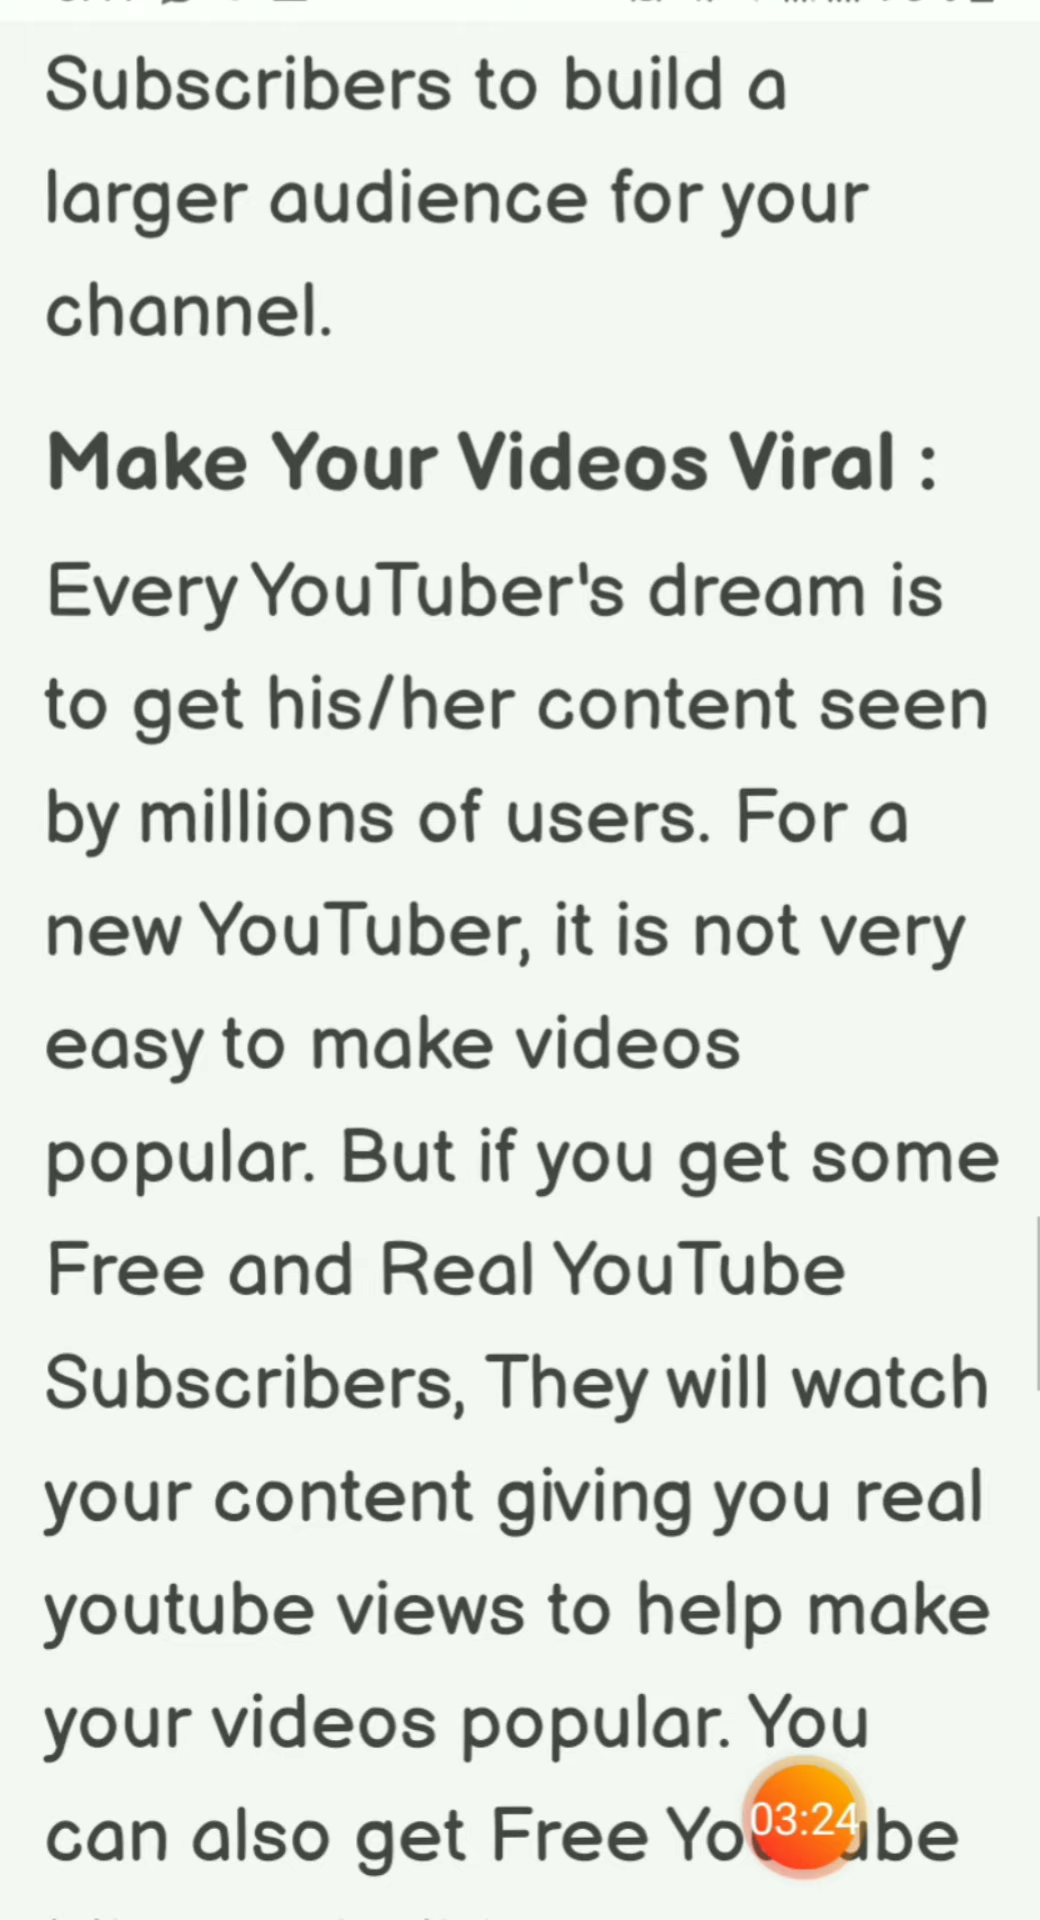 Subscribers to build a
larger audience for your
channel.
Make Your Videos Viral :
Every YouTuber's dream is
to get his/her content seen
by millions of users. For a
new YouTuber, it is not very
easy to make videos
popular. But if you get some
Free and Real YouTube
Subscribers, They will watch
your content giving you real
youtube views to help make
your videos popular. You
can also get Free
03:24